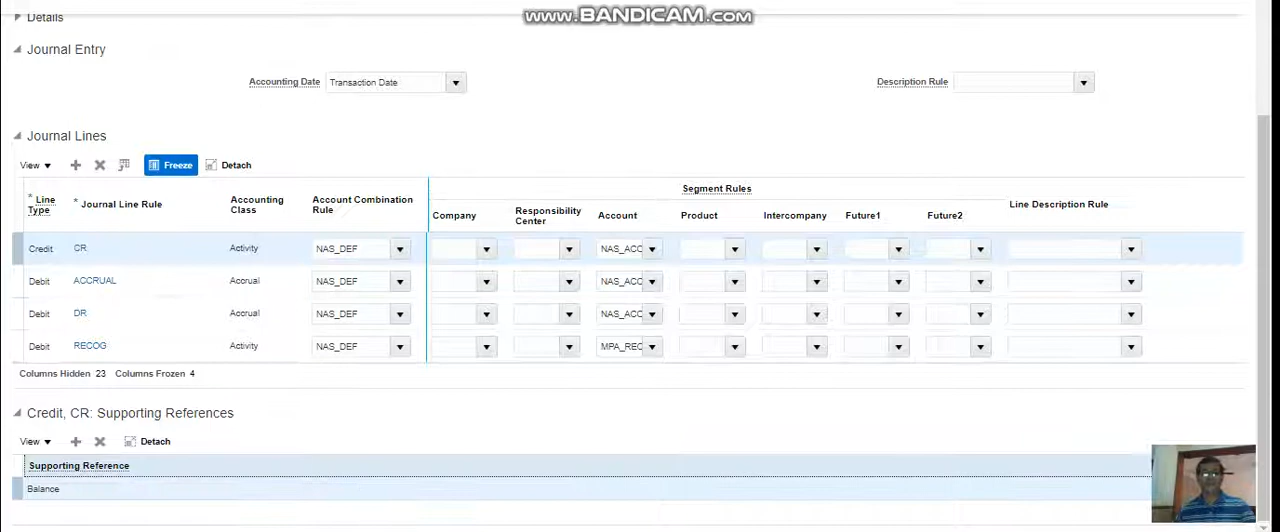 Details
www.BANDICAM.com
Journal Entry
Accounting Date Transaction Date Description Rule
Journal Lines
View Freeze Detach
Segment Rules
* Line Type * Journal Line Rule Accounting Class Account Combination Rule Company Responsibility Center Account Product Intercompany Future1 Future2 Line Description Rule
Credit CR Activity NAS_DEF NAS_ACC
Debit ACCRUAL Accrual NAS_DEF NAS_ACC
Debit DR Accrual NAS_DEF NAS_ACC
Debit RECOG Activity NAS_DEF MPA_REC
Columns Hidden 23 Columns Frozen 4
Credit, CR: Supporting References
View Detach
Supporting Reference
Balance